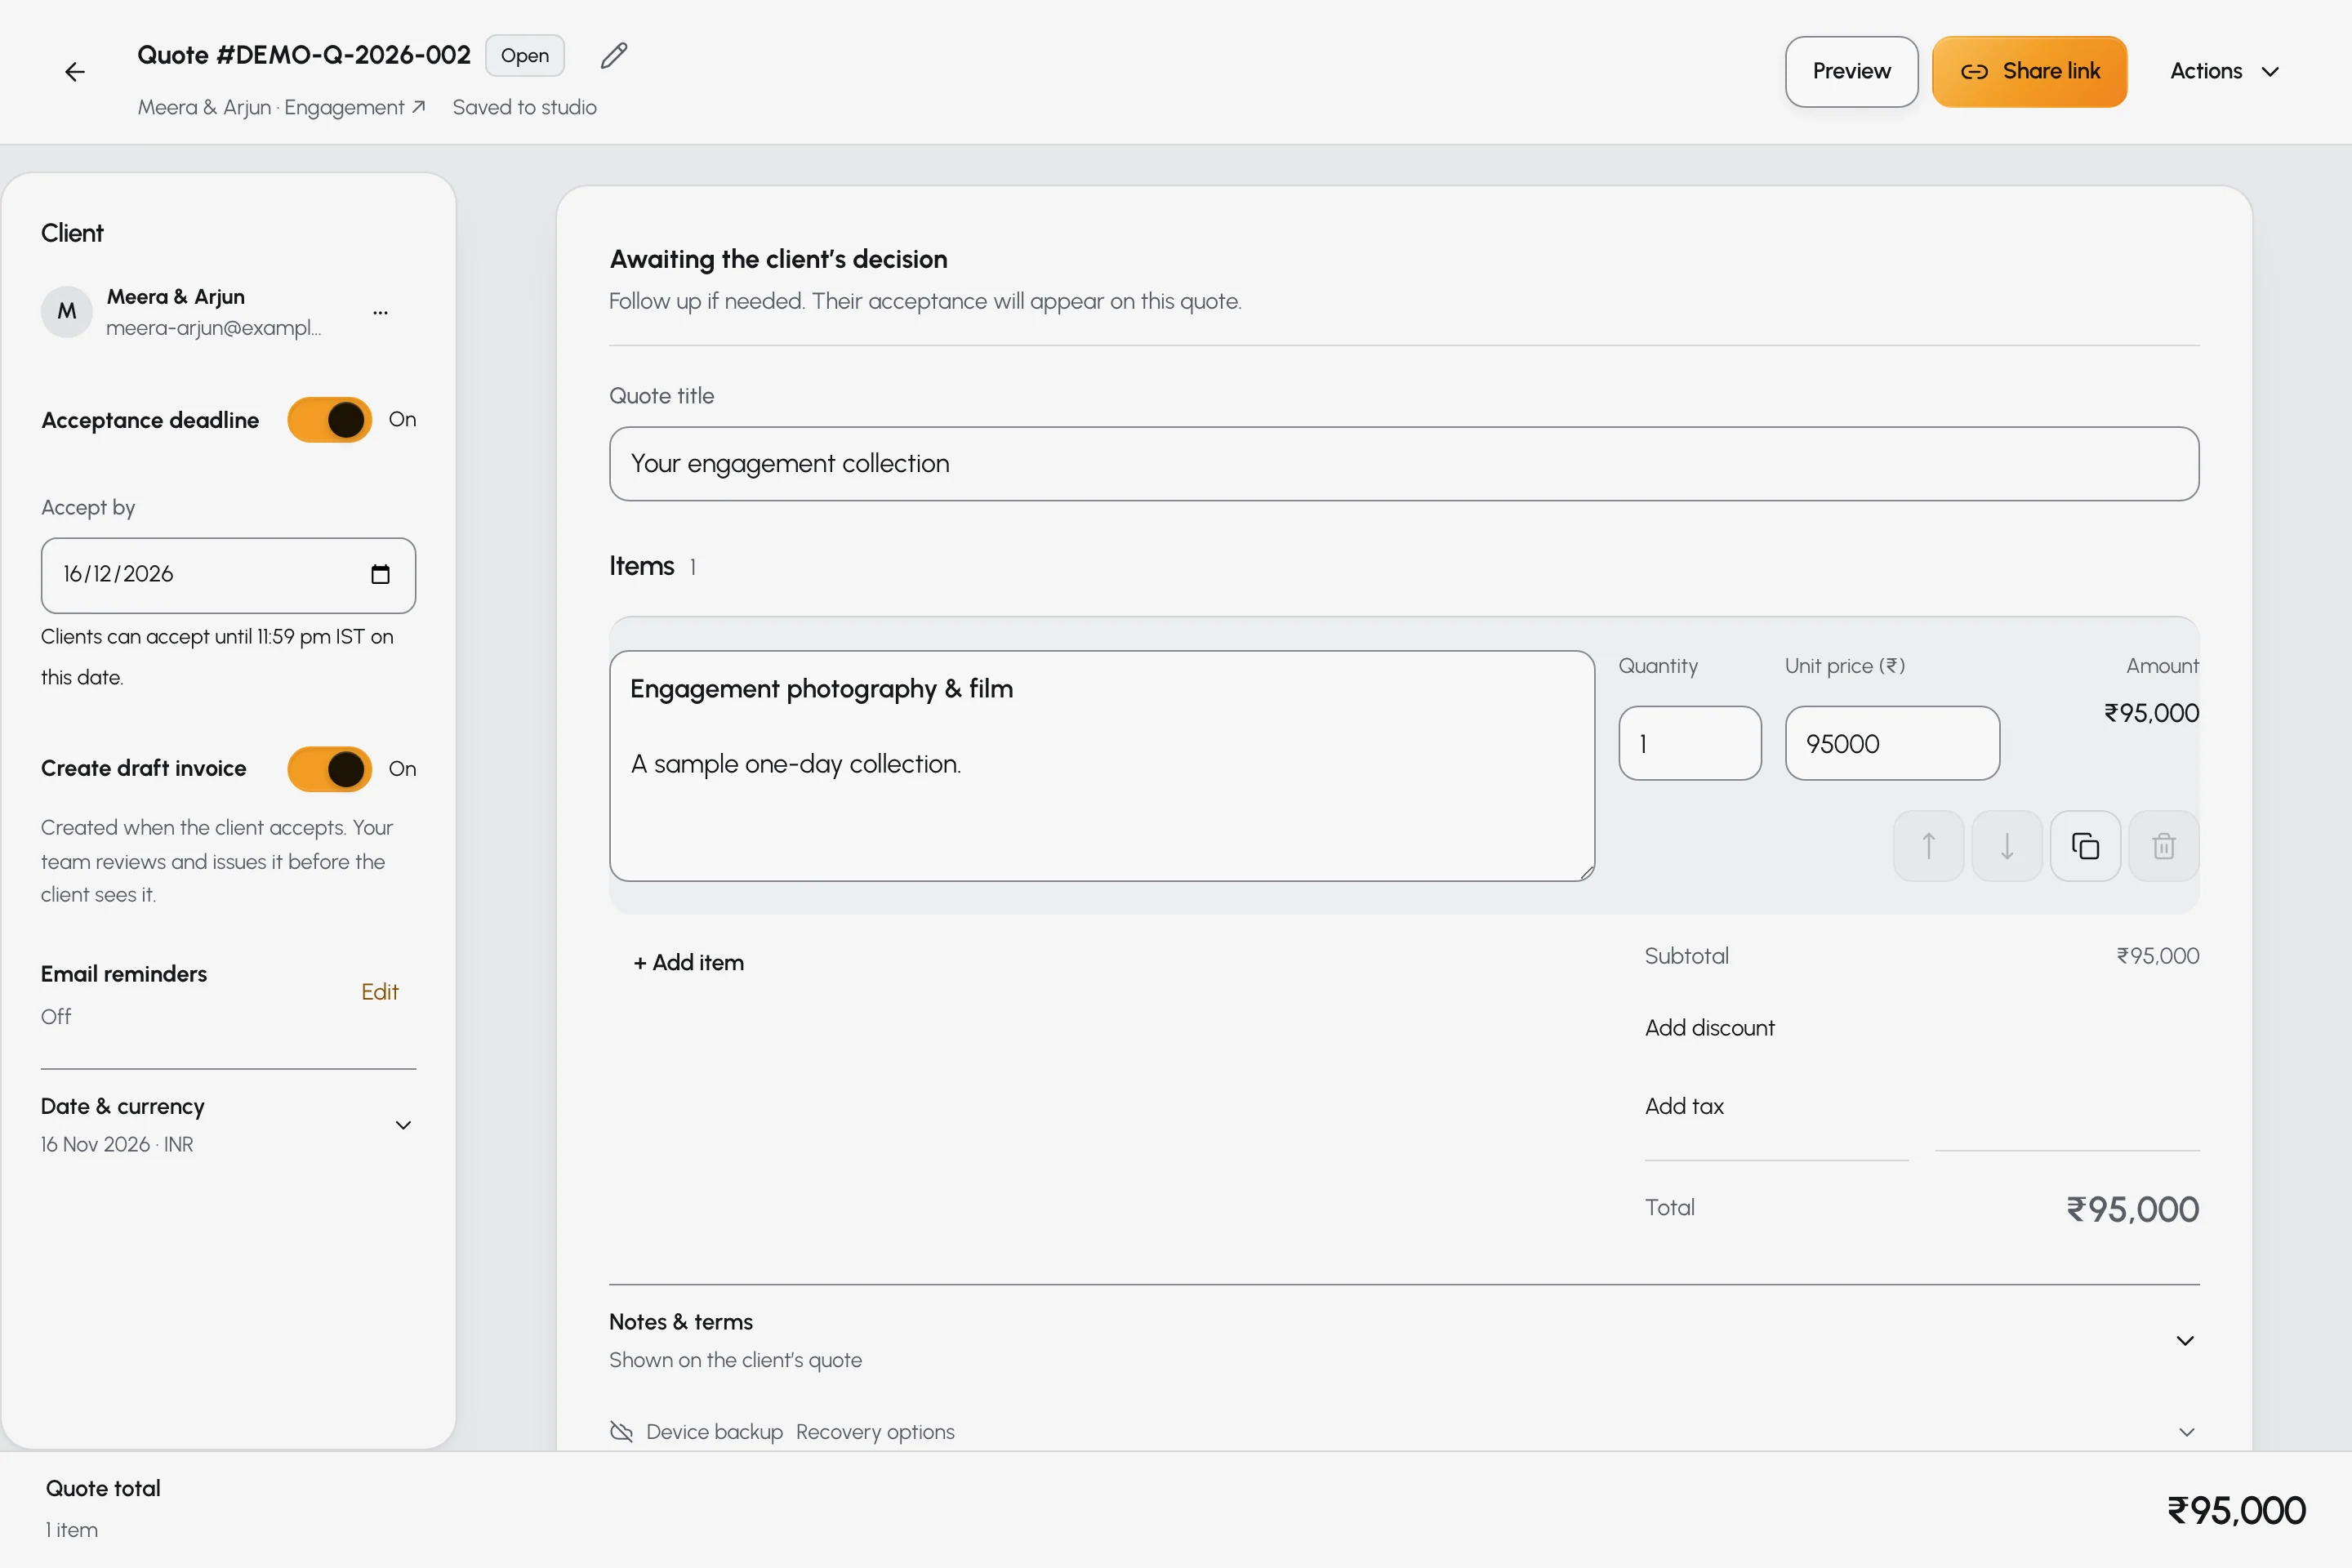 Quote #DEMO-Q-2026-002
Open
Meera & Arjun · Engagement ↗
Saved to studio
Preview
Share link
Actions
Client
M
Meera & Arjun
meera-arjun@exampl...
...
Acceptance deadline
On
Accept by
16/12/2026
Clients can accept until 11:59 pm IST on
this date.
Create draft invoice
On
Created when the client accepts. Your
team reviews and issues it before the
client sees it.
Email reminders
Off
Edit
Date & currency
16 Nov 2026 · INR
Awaiting the client’s decision
Follow up if needed. Their acceptance will appear on this quote.
Quote title
Your engagement collection
Items 1
Engagement photography & film
A sample one-day collection.
Quantity
1
Unit price (₹)
95000
Amount
₹95,000
+ Add item
Subtotal
₹95,000
Add discount
Add tax
Total
₹95,000
Notes & terms
Shown on the client’s quote
Device backup Recovery options
Quote total
1 item
₹95,000